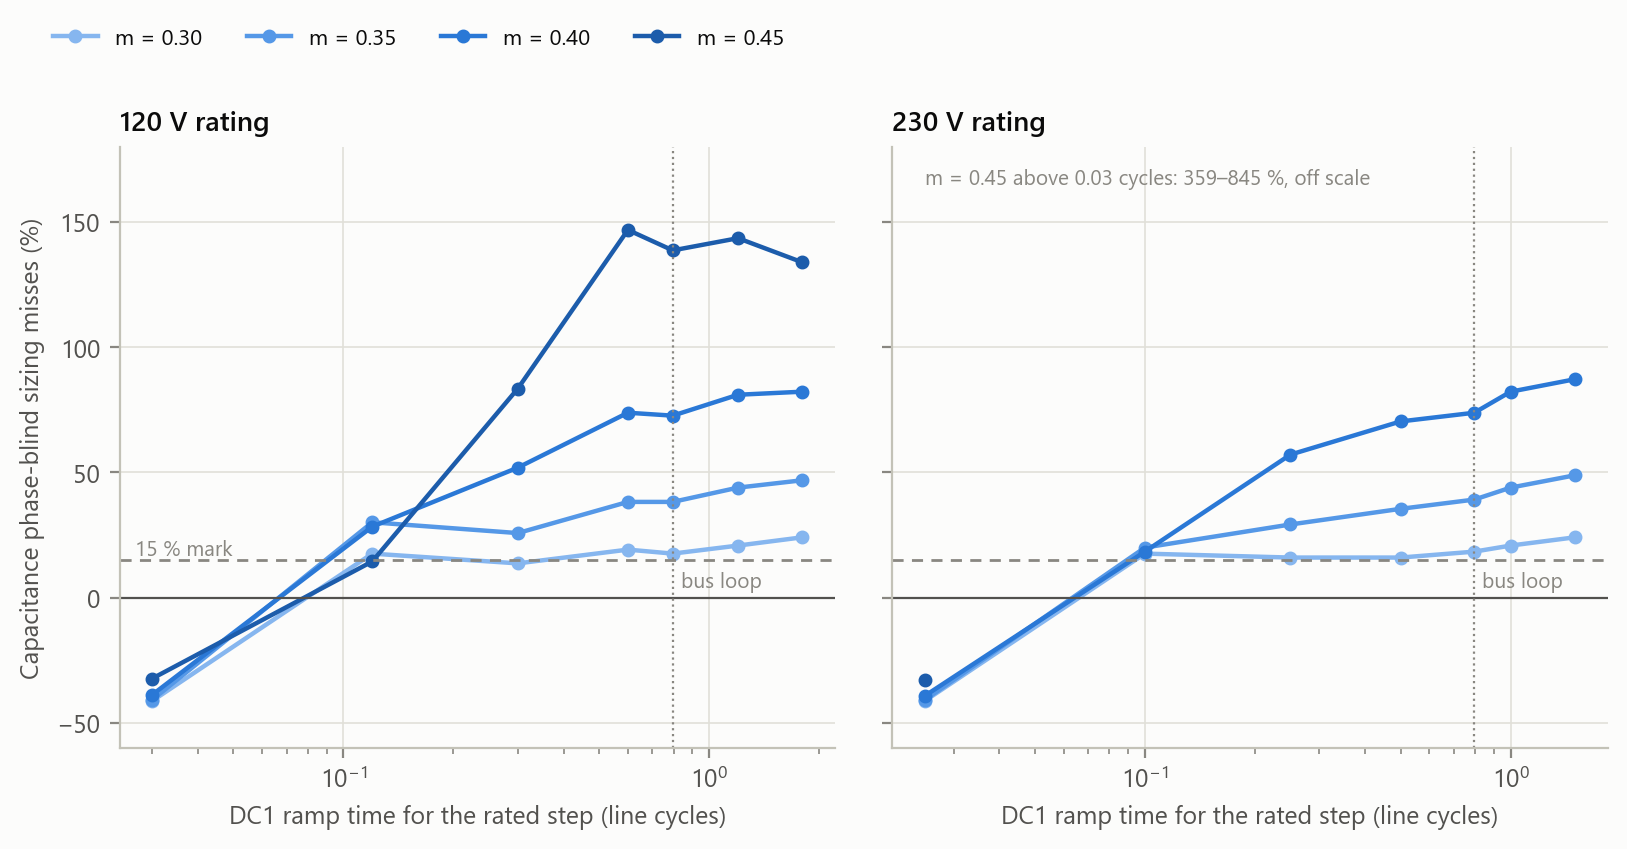 m = 0.30 m = 0.35 m = 0.40 m = 0.45
120 V rating
230 V rating
Capacitance phase-blind sizing misses (%)
150
100
50
0
−50
15 % mark
bus loop
10⁻¹ 10⁰
DC1 ramp time for the rated step (line cycles)
m = 0.45 above 0.03 cycles: 359–845 %, off scale
bus loop
10⁻¹ 10⁰
DC1 ramp time for the rated step (line cycles)